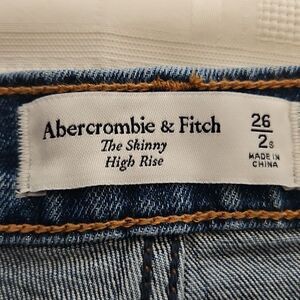 Abercrombie & Fitch
The Skinny
High Rise
26
2s
MADE IN
CHINA